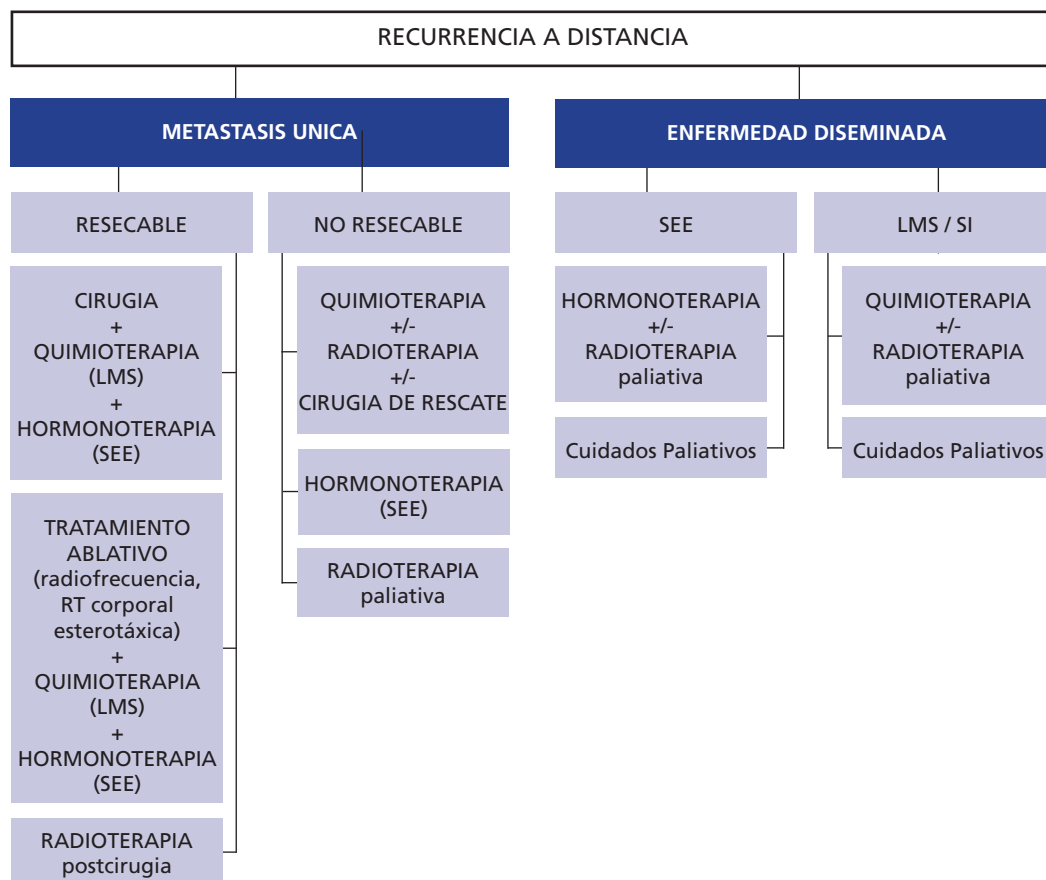 RECURRENCIA A DISTANCIA
METASTASIS UNICA
RESECABLE
CIRUGIA
+
QUIMIOTERAPIA
(LMS)
+
HORMONOTERAPIA
(SEE)
TRATAMIENTO
ABLATIVO
(radiofrecuencia,
RT corporal
esterotáxica)
+
QUIMIOTERAPIA
(LMS)
+
HORMONOTERAPIA
(SEE)
RADIOTERAPIA
postcirugia
NO RESECABLE
QUIMIOTERAPIA
+/-
RADIOTERAPIA
+/-
CIRUGIA DE RESCATE
HORMONOTERAPIA
(SEE)
RADIOTERAPIA
paliativa
ENFERMEDAD DISEMINADA
SEE
HORMONOTERAPIA
+/-
RADIOTERAPIA
paliativa
Cuidados Paliativos
LMS / SI
QUIMIOTERAPIA
+/-
RADIOTERAPIA
paliativa
Cuidados Paliativos